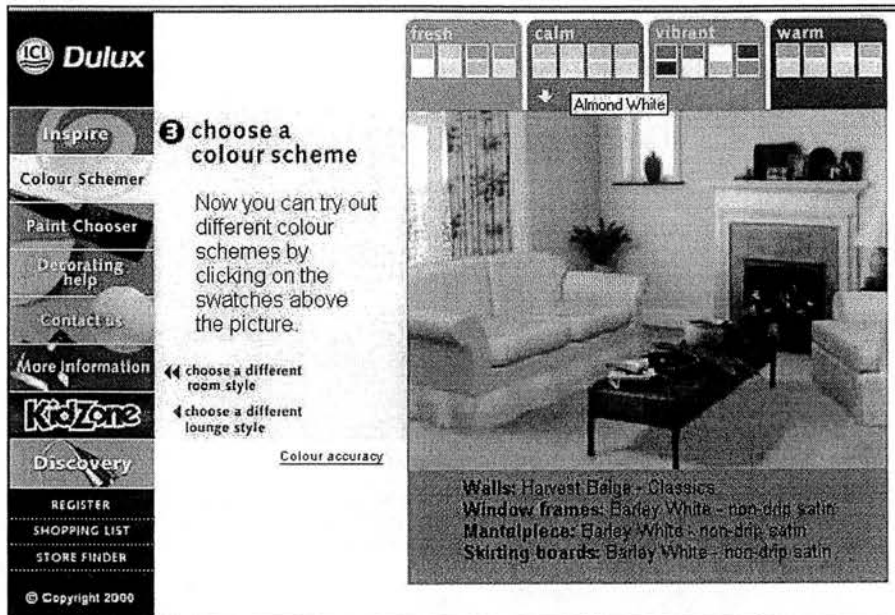 ICI Dulux
Inspire
Colour Schemer
Paint Chooser
Decorating
help
Contact us
More Information
KidZone
Discovery
REGISTER
SHOPPING LIST
STORE FINDER
© Copyright 2000
3 choose a
colour scheme
Now you can try out
different colour
schemes by
clicking on the
swatches above
the picture.
choose a different
room style
choose a different
lounge style
Colour accuracy
fresh
calm
vibrant
warm
Almond White
Walls: Harvest Beige - Classics
Window frames: Barley White - non-drip satin
Mantelpiece: Barley White - non-drip satin
Skirting boards: Barley White - non-drip satin